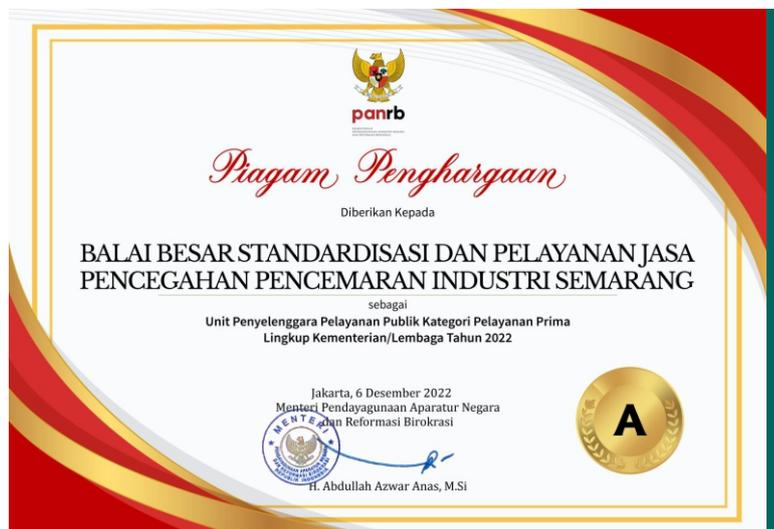 panrb
Piagam Penghargaan
Diberikan Kepada
BALAI BESAR STANDARDISASI DAN PELAYANAN JASA
PENCEGAHAN PENCEMARAN INDUSTRI SEMARANG
sebagai
Unit Penyelenggara Pelayanan Publik Kategori Pelayanan Prima
Lingkup Kementerian/Lembaga Tahun 2022
Jakarta, 6 Desember 2022
Menteri Pendayagunaan Aparatur Negara
dan Reformasi Birokrasi
MENTERI
REPUBLIK INDONESIA
H. Abdullah Azwar Anas, M.Si
A